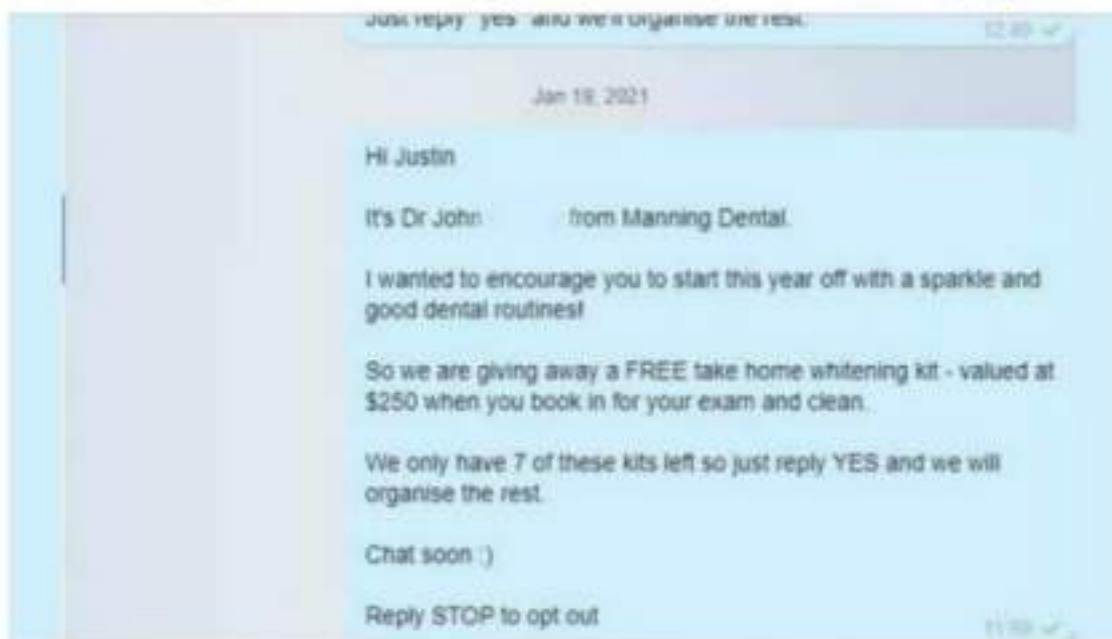 Just reply "yes" and we'll organise the rest.
Jan 19, 2021
Hi Justin
It's Dr John from Manning Dental.
I wanted to encourage you to start this year off with a sparkle and
good dental routines!
So we are giving away a FREE take home whitening kit - valued at
$250 when you book in for your exam and clean.
We only have 7 of these kits left so just reply YES and we will
organise the rest.
Chat soon :)
Reply STOP to opt out